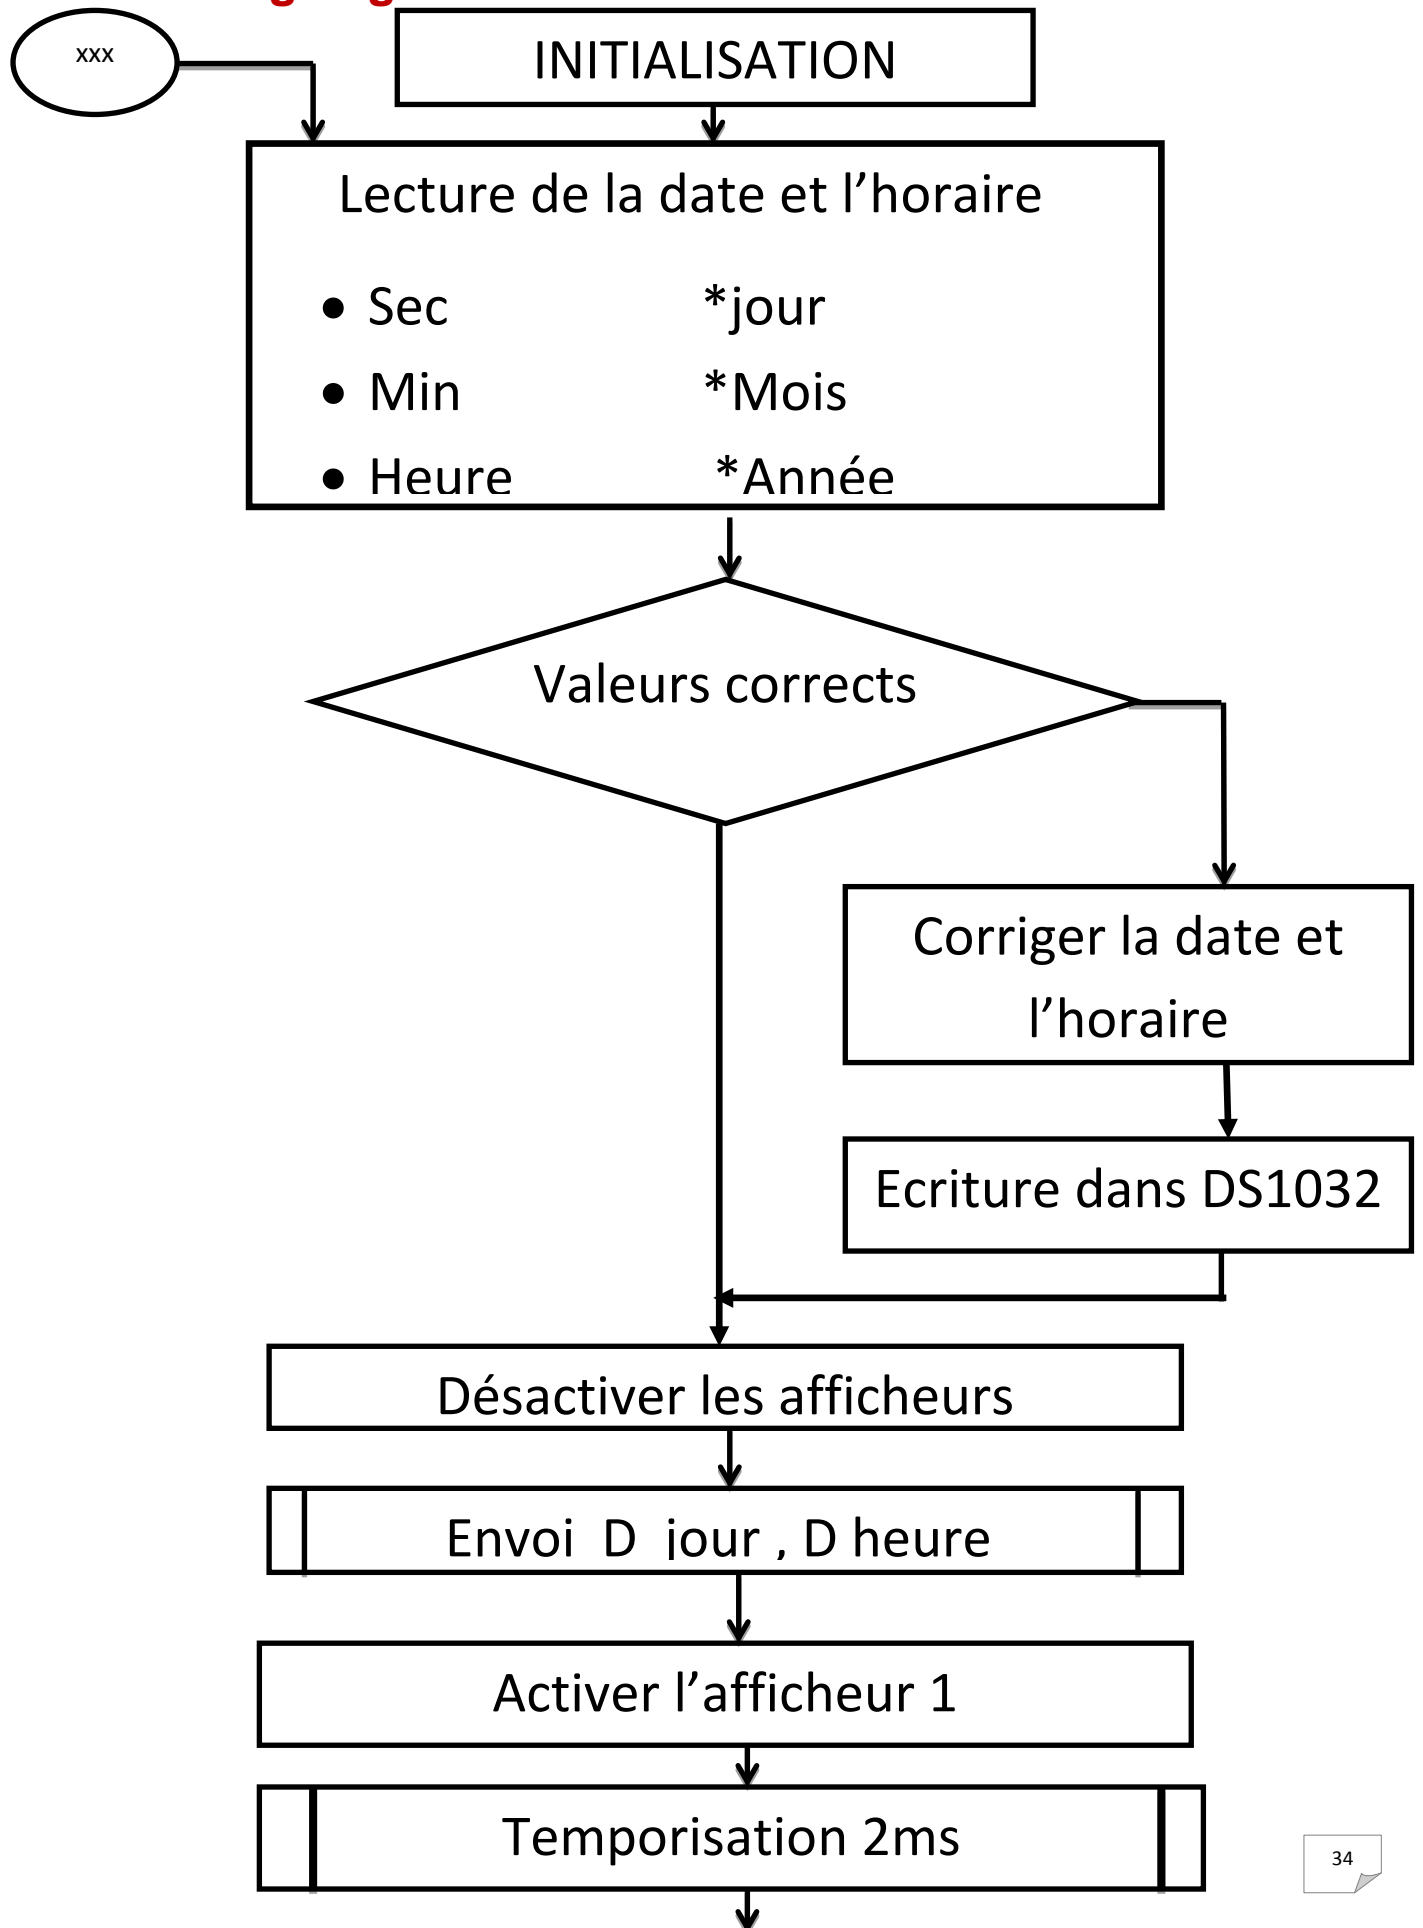 xxx
INITIALISATION
Lecture de la date et l’horaire
• Sec *jour
• Min *Mois
• Heure *Année
Valeurs corrects
Corriger la date et
l’horaire
Ecriture dans DS1032
Désactiver les afficheurs
Envoi D jour , D heure
Activer l’afficheur 1
Temporisation 2ms
34